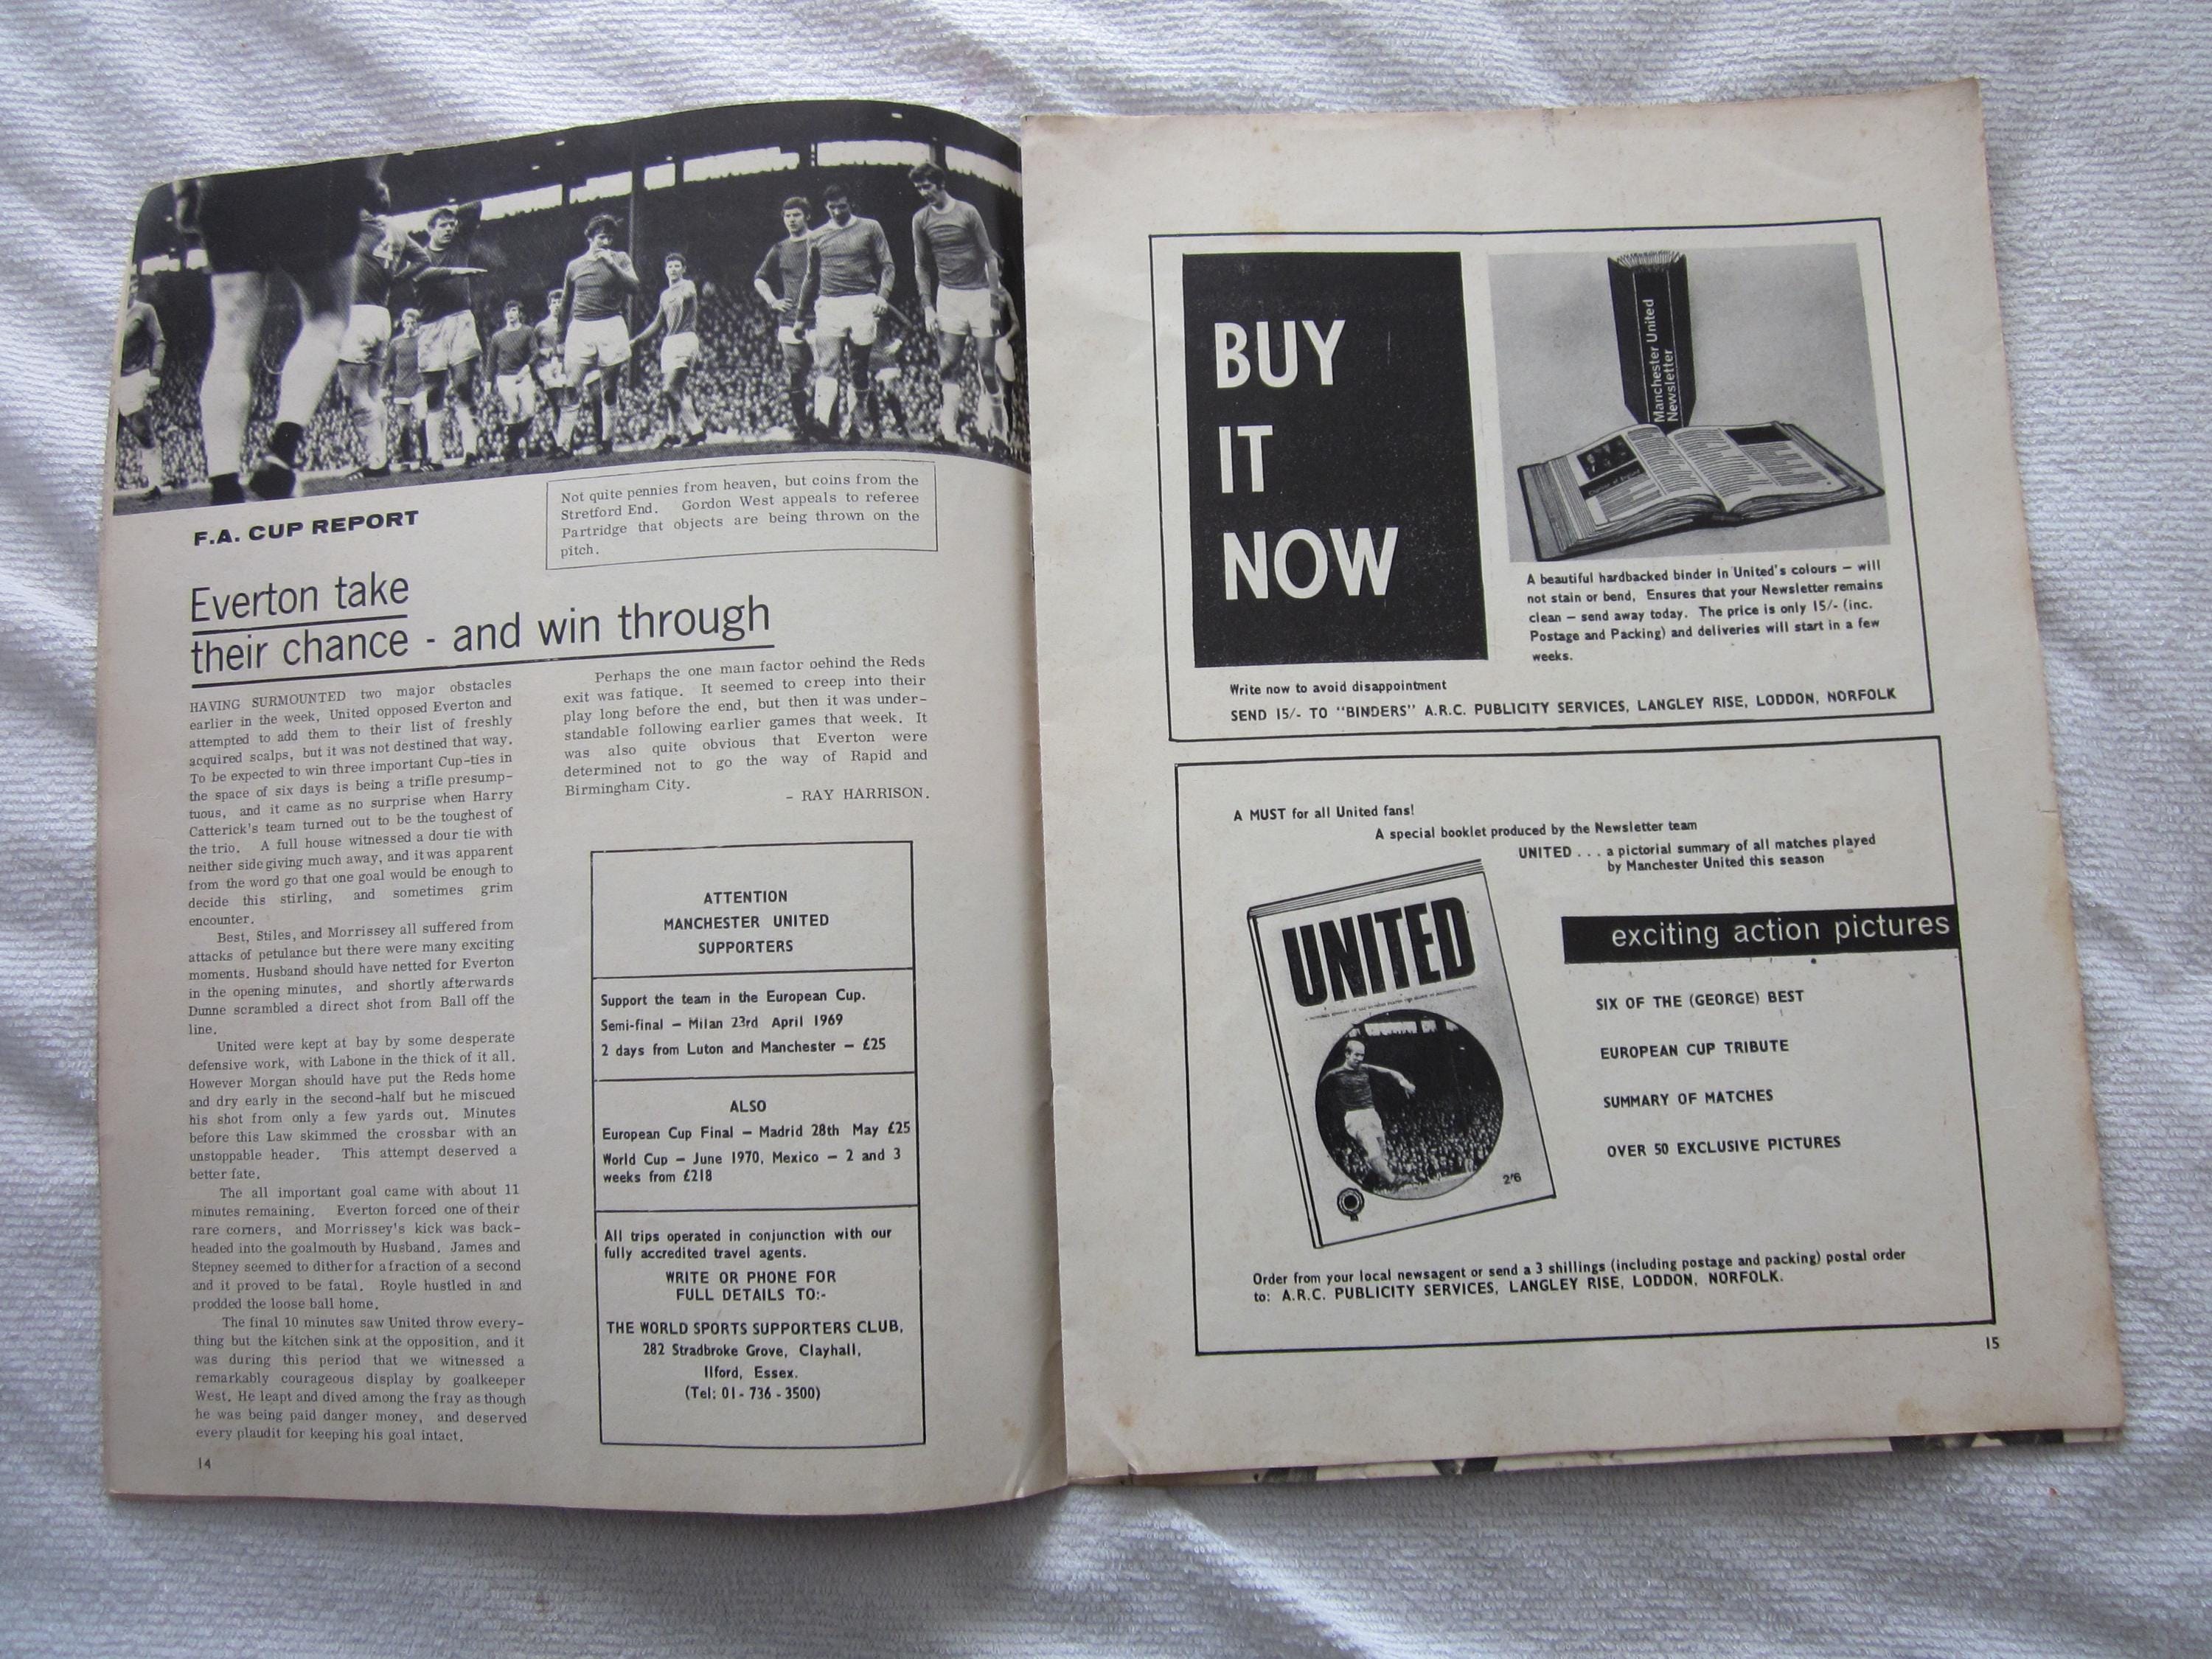 Not quite pennies from heaven, but coins from the
Stretford End. Gordon West appeals to referee
Partridge that objects are being thrown on the
pitch.
F.A. CUP REPORT
Everton take
their chance - and win through
HAVING SURMOUNTED two major obstacles
earlier in the week, United opposed Everton and
attempted to add them to their list of freshly
acquired scalps, but it was not destined that way.
To be expected to win three important Cup-ties in
the space of six days is being a trifle presump-
tuous, and it came as no surprise when Harry
Catterick's team turned out to be the toughest of
the trio. A full house witnessed a dour tie with
neither side giving much away, and it was apparent
from the word go that one goal would be enough to
decide this stirling, and sometimes grim
encounter.
Best, Stiles, and Morrissey all suffered from
attacks of petulance but there were many exciting
moments. Husband should have netted for Everton
in the opening minutes, and shortly afterwards
Dunne scrambled a direct shot from Ball off the
line.
United were kept at bay by some desperate
defensive work, with Labone in the thick of it all.
However Morgan should have put the Reds home
and dry early in the second-half but he miscued
his shot from only a few yards out. Minutes
before this Law skimmed the crossbar with an
unstoppable header. This attempt deserved a
better fate.
The all important goal came with about 11
minutes remaining. Everton forced one of their
rare corners, and Morrissey's kick was back-
headed into the goalmouth by Husband. James and
Stepney seemed to dither for a fraction of a second
and it proved to be fatal. Royle hustled in and
prodded the loose ball home.
The final 10 minutes saw United throw every-
thing but the kitchen sink at the opposition, and it
was during this period that we witnessed a
remarkably courageous display by goalkeeper
West. He leapt and dived among the fray as though
he was being paid danger money, and deserved
every plaudit for keeping his goal intact.
14
Perhaps the one main factor behind the Reds
exit was fatique. It seemed to creep into their
play long before the end, but then it was under-
standable following earlier games that week. It
was also quite obvious that Everton were
determined not to go the way of Rapid and
Birmingham City.
- RAY HARRISON.
ATTENTION
MANCHESTER UNITED
SUPPORTERS
Support the team in the European Cup.
Semi-final - Milan 23rd April 1969
2 days from Luton and Manchester - £25
ALSO
European Cup Final - Madrid 28th May £25
World Cup - June 1970, Mexico - 2 and 3
weeks from £218
All trips operated in conjunction with our
fully accredited travel agents.
WRITE OR PHONE FOR
FULL DETAILS TO:-
THE WORLD SPORTS SUPPORTERS CLUB,
282 Stradbroke Grove, Clayhall,
Ilford, Essex.
(Tel: 01 - 736 - 3500)
BUY
IT
NOW
Manchester United
Newsletter
A beautiful hardbacked binder in United's colours - will
not stain or bend, Ensures that your Newsletter remains
clean - send away today. The price is only 15/- (inc.
Postage and Packing) and deliveries will start in a few
weeks.
Write now to avoid disappointment
SEND 15/- TO "BINDERS" A.R.C. PUBLICITY SERVICES, LANGLEY RISE, LODDON, NORFOLK
A MUST for all United fans!
A special booklet produced by the Newsletter team
UNITED . . . a pictorial summary of all matches played
by Manchester United this season
UNITED
2'6
exciting action pictures
SIX OF THE (GEORGE) BEST
EUROPEAN CUP TRIBUTE
SUMMARY OF MATCHES
OVER 50 EXCLUSIVE PICTURES
Order from your local newsagent or send a 3 shillings (including postage and packing) postal order
to: A.R.C. PUBLICITY SERVICES, LANGLEY RISE, LODDON, NORFOLK.
15